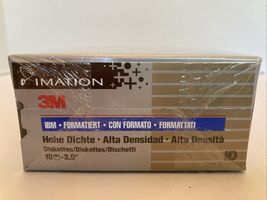 IMATION
3M
IBM • FORMATIERT • CON FORMATO • FORMATTATI
Hohe Dichte • Alta Densidad • Alta Densità
Disketten/Diskettes/Dischetti
10 - 3,5"
HD